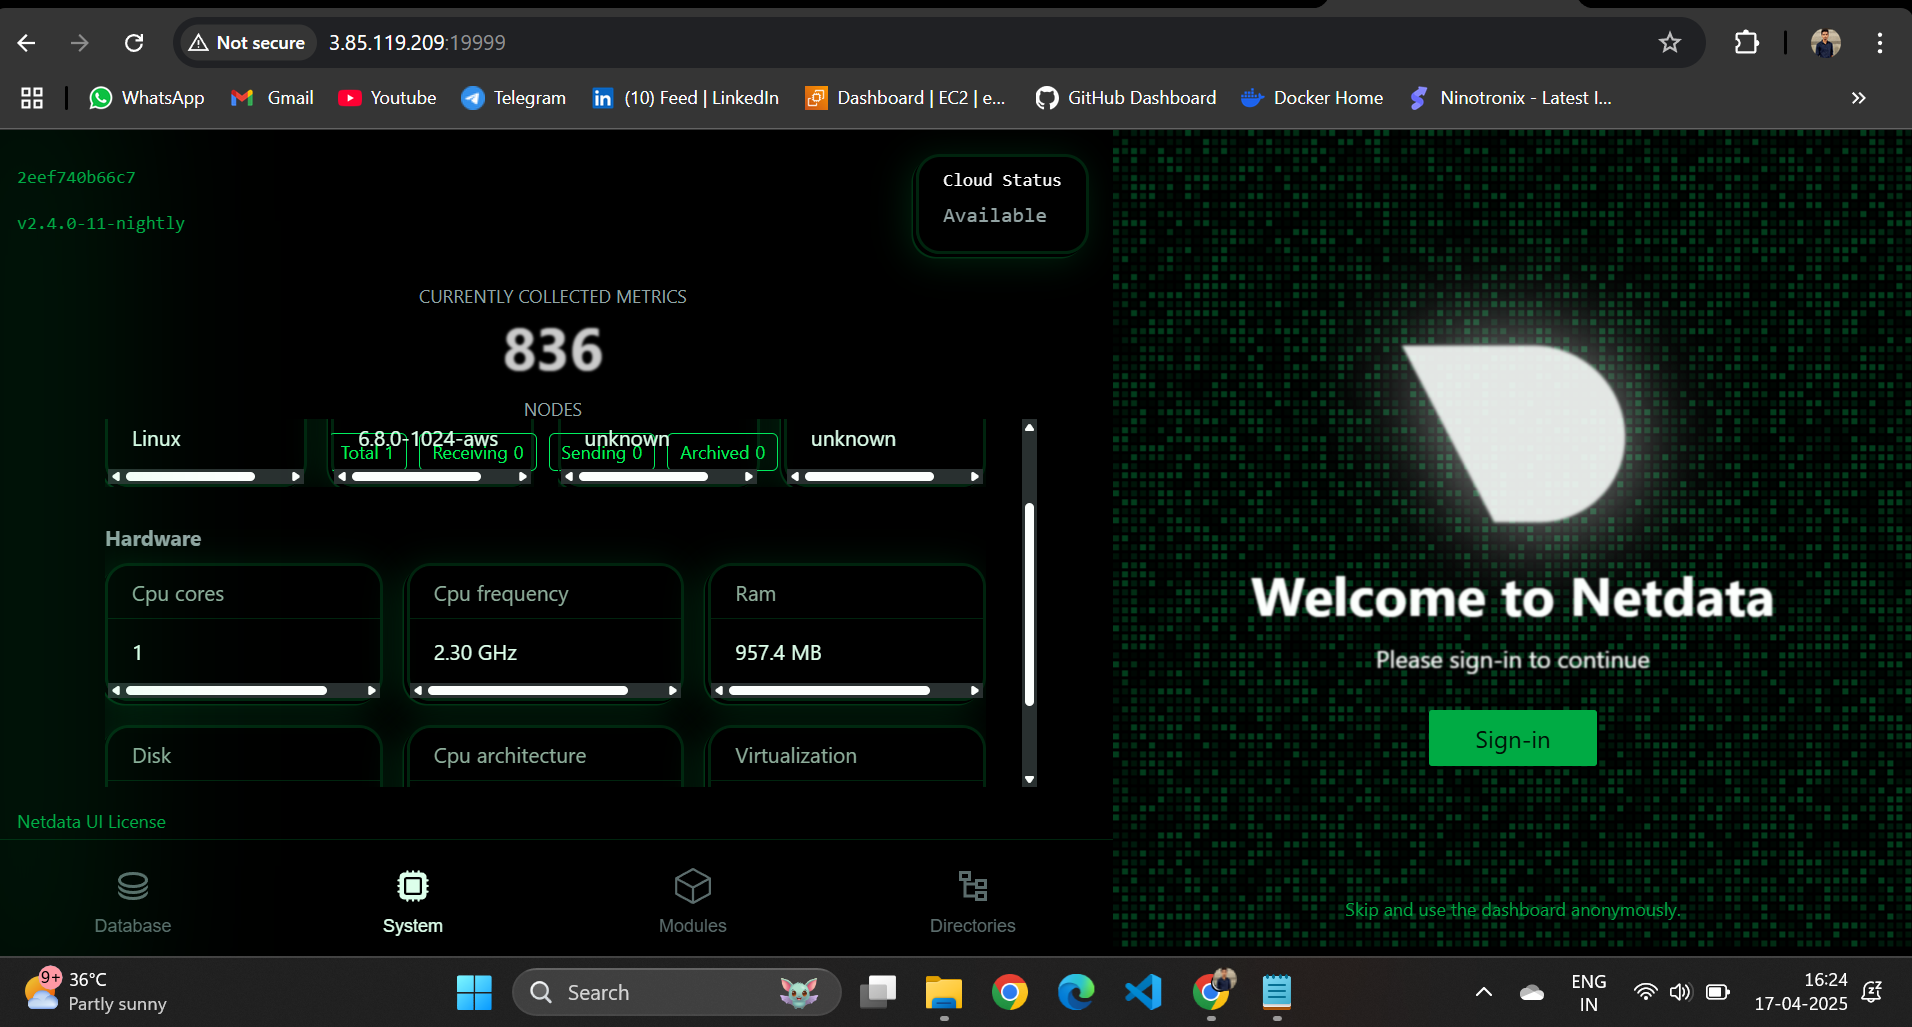 Not secure 3.85.119.209:19999
WhatsApp Gmail Youtube Telegram (10) Feed | LinkedIn Dashboard | EC2 | e... GitHub Dashboard Docker Home Ninotronix - Latest I...
2eef740b66c7
v2.4.0-11-nightly
Cloud Status
Available
CURRENTLY COLLECTED METRICS
836
NODES
Linux 6.8.0-1024-aws unknown unknown
Total 1 Receiving 0 Sending 0 Archived 0
Hardware
Cpu cores Cpu frequency Ram
1 2.30 GHz 957.4 MB
Disk Cpu architecture Virtualization
Netdata UI License
Database System Modules Directories
Welcome to Netdata
Please sign-in to continue
Sign-in
Skip and use the dashboard anonymously.
9+ 36°C
Partly sunny
Search
ENG
IN
16:24
17-04-2025